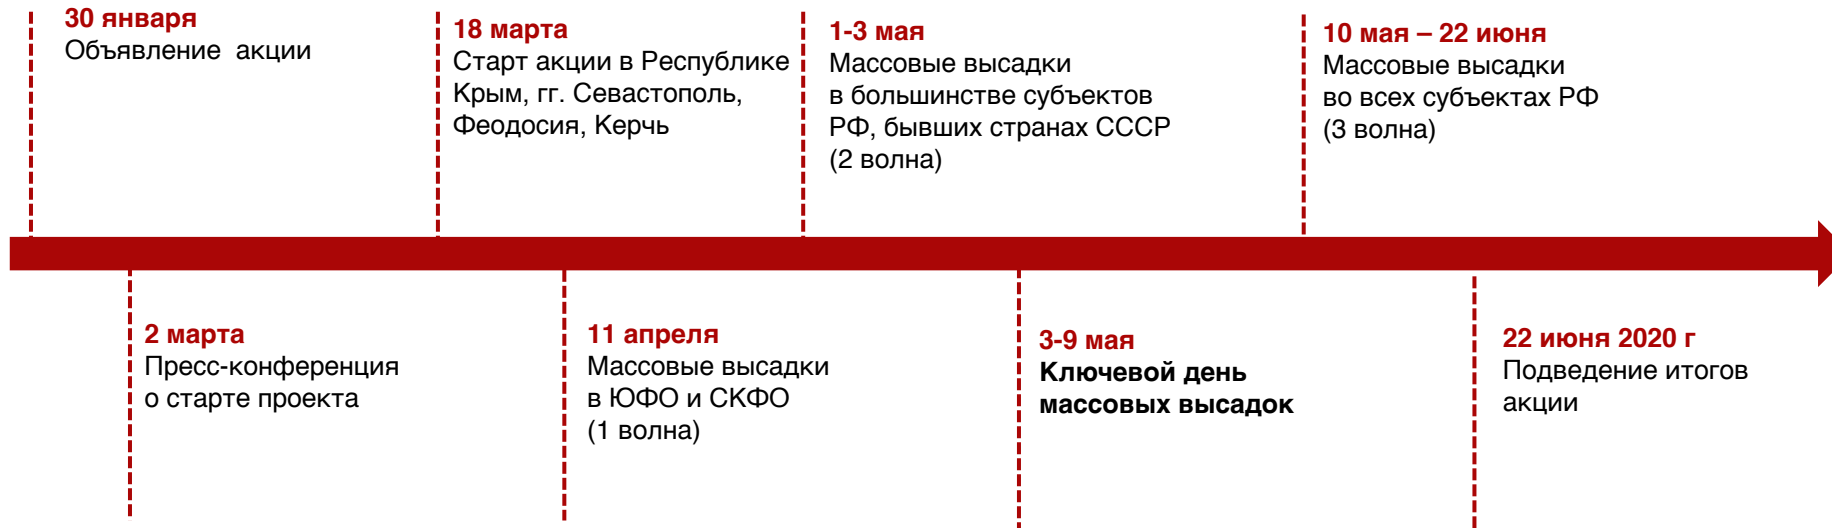 30 января
Объявление  акции
18 марта
Старт акции в Республике
Крым, гг. Севастополь,
Феодосия, Керчь
1-3 мая
Массовые высадки
в большинстве субъектов
РФ, бывших странах СССР
(2 волна)
10 мая – 22 июня
Массовые высадки
во всех субъектах РФ
(3 волна)
2 марта
Пресс-конференция
о старте проекта
11 апреля
Массовые высадки
в ЮФО и СКФО
(1 волна)
3-9 мая
Ключевой день
массовых высадок
22 июня 2020 г
Подведение итогов
акции